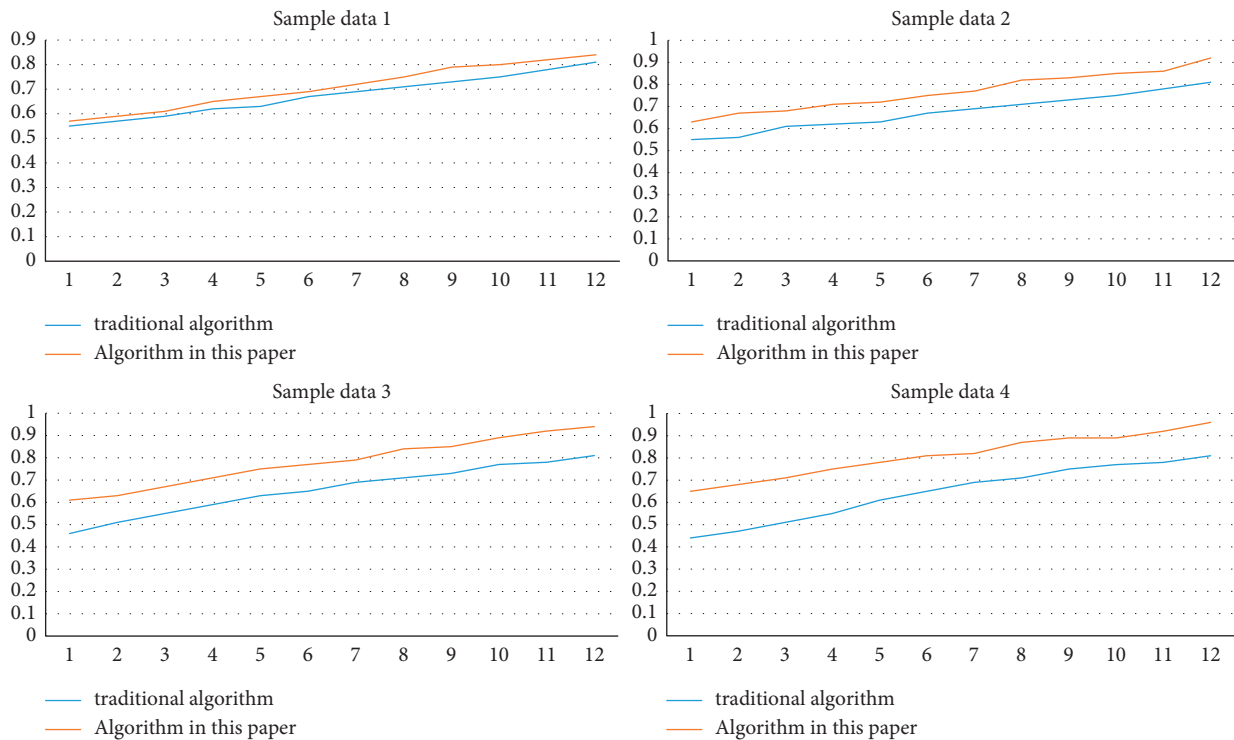 Sample data 1
0.9
0.8
0.7
0.6
0.5
0.4
0.3
0.2
0.1
0
1 2 3 4 5 6 7 8 9 10 11 12
traditional algorithm
Algorithm in this paper
Sample data 2
1
0.9
0.8
0.7
0.6
0.5
0.4
0.3
0.2
0.1
0
1 2 3 4 5 6 7 8 9 10 11 12
traditional algorithm
Algorithm in this paper
Sample data 3
1
0.9
0.8
0.7
0.6
0.5
0.4
0.3
0.2
0.1
0
1 2 3 4 5 6 7 8 9 10 11 12
traditional algorithm
Algorithm in this paper
Sample data 4
1
0.9
0.8
0.7
0.6
0.5
0.4
0.3
0.2
0.1
0
1 2 3 4 5 6 7 8 9 10 11 12
traditional algorithm
Algorithm in this paper